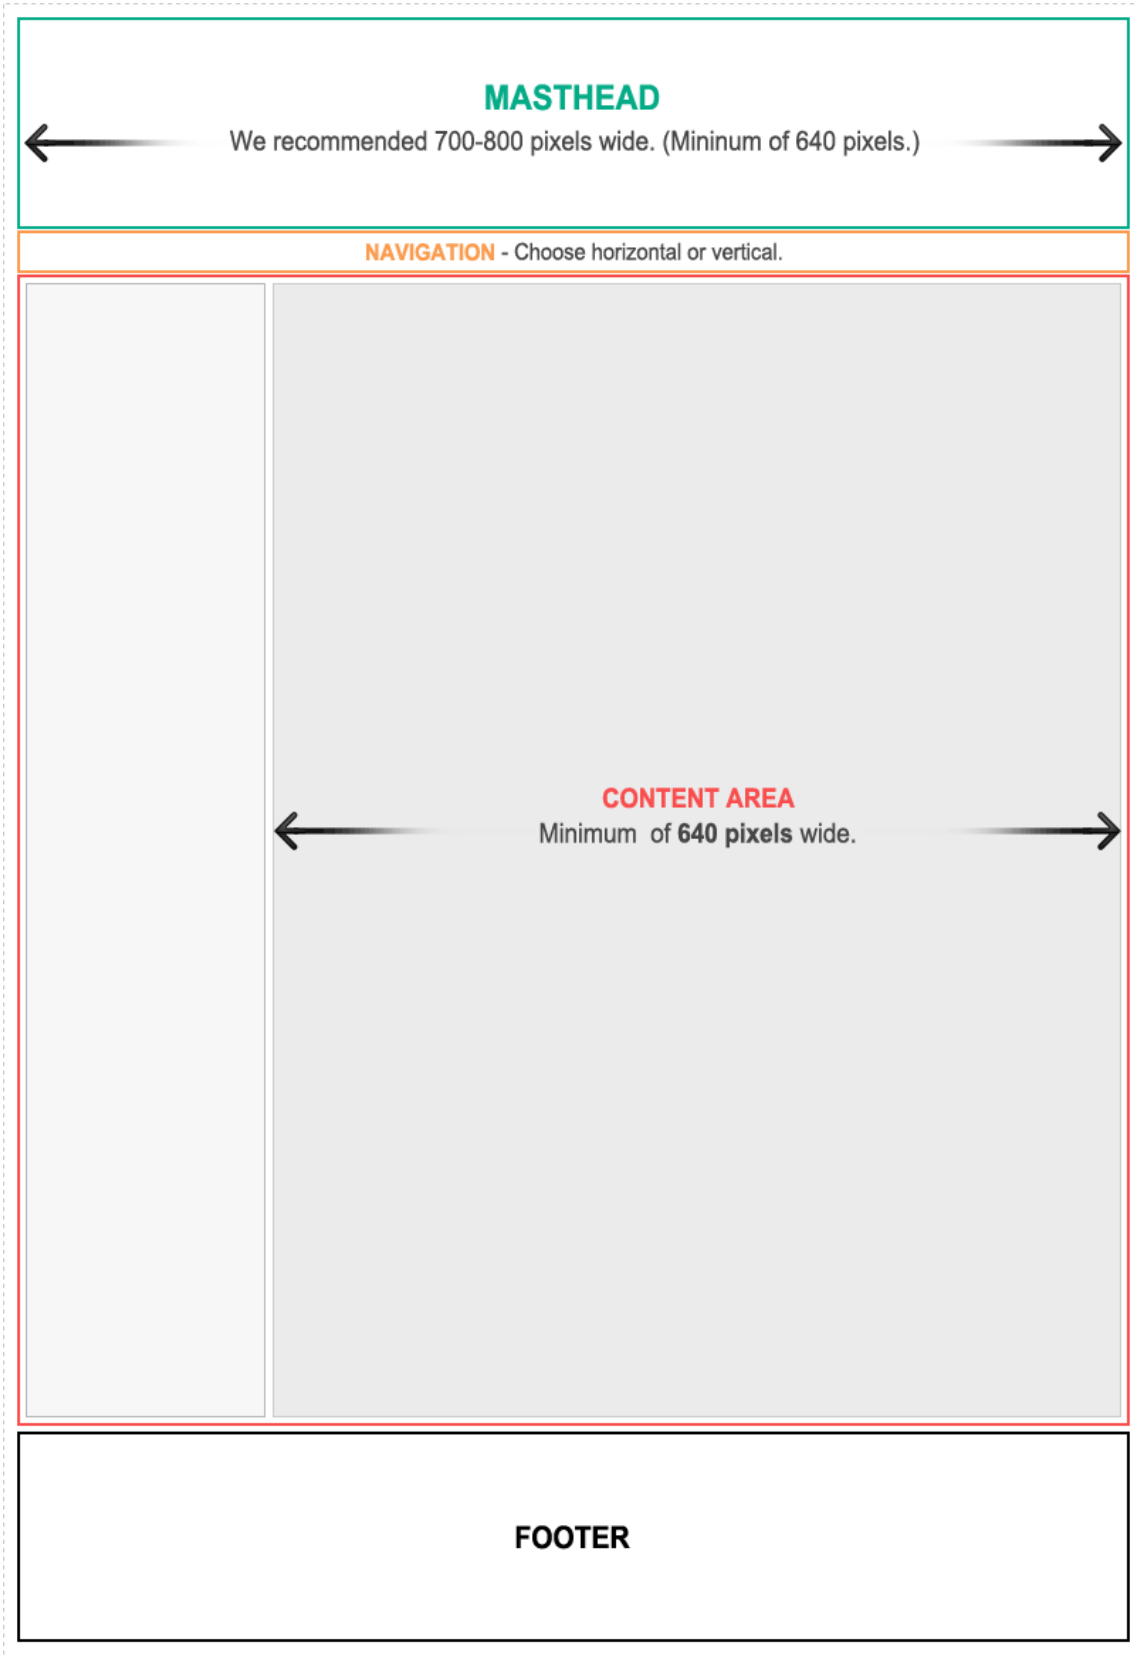 MASTHEAD
We recommended 700-800 pixels wide. (Mininum of 640 pixels.)
NAVIGATION - Choose horizontal or vertical.
CONTENT AREA
Minimum  of 640 pixels wide.
FOOTER